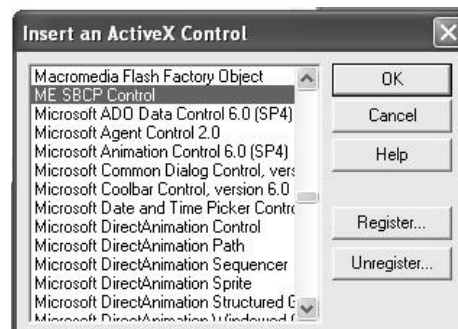 Insert an ActiveX Control
Macromedia Flash Factory Object
ME SBCP Control
Microsoft ADO Data Control 6.0 (SP4)
Microsoft Agent Control 2.0
Microsoft Animation Control 6.0 (SP4)
Microsoft Common Dialog Control, vers
Microsoft Coolbar Control, version 6.0
Microsoft Date and Time Picker Contro
Microsoft DirectAnimation Control
Microsoft DirectAnimation Path
Microsoft DirectAnimation Sequencer
Microsoft DirectAnimation Sprite
Microsoft DirectAnimation Structured G
Microsoft DirectAnimation Windowed C
OK
Cancel
Help
Register...
Unregister...